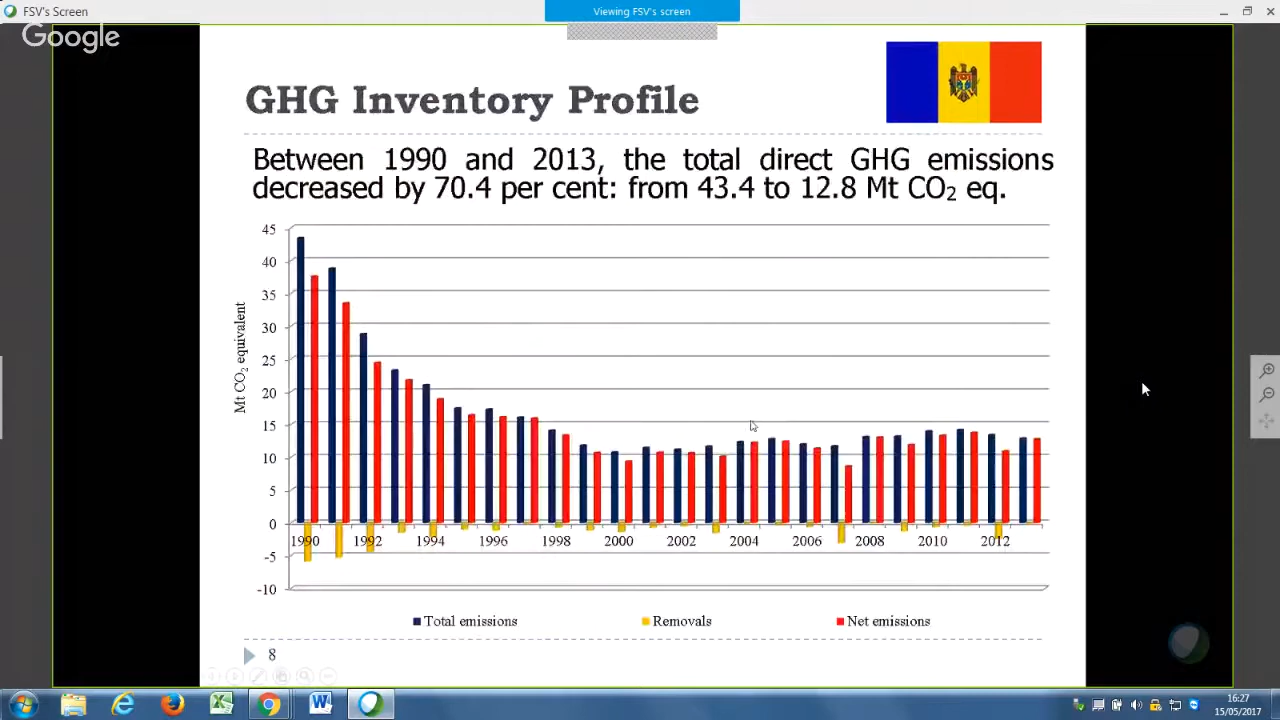 FSV's Screen
Viewing FSV's screen
Google
GHG Inventory Profile
Between 1990 and 2013, the total direct GHG emissions
decreased by 70.4 per cent: from 43.4 to 12.8 Mt CO₂ eq.
Mt CO₂ equivalent
45
40
35
30
25
20
15
10
5
0
-5
-10
1990 1992 1994 1996 1998 2000 2002 2004 2006 2008 2010 2012
Total emissions Removals Net emissions
8
16:27
15/05/2017